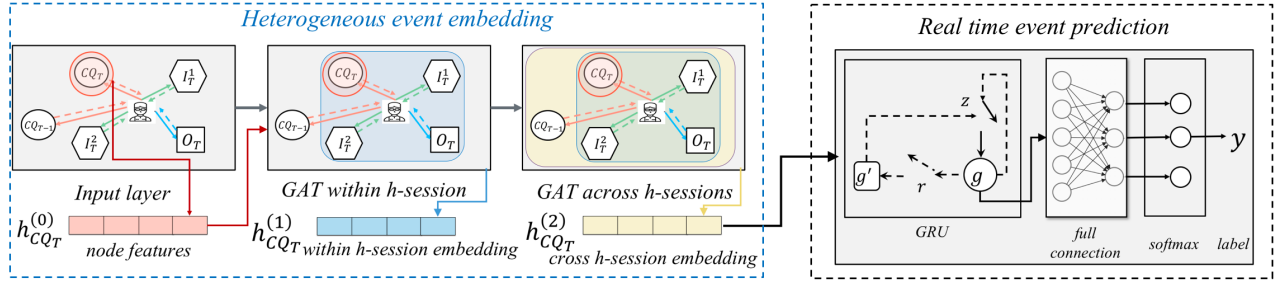 Heterogeneous event embedding
Real time event prediction
CQ_T
I_T^1
CQ_{T-1}
I_T^2
O_T
Input layer
h_{CQ_T}^{(0)}
node features
CQ_T
I_T^1
CQ_{T-1}
I_T^2
O_T
GAT within h-session
h_{CQ_T}^{(1)}
within h-session embedding
CQ_T
I_T^1
CQ_{T-1}
I_T^2
O_T
GAT across h-sessions
h_{CQ_T}^{(2)}
cross h-session embedding
z
g'
r
g
GRU
full
connection
softmax
y
label